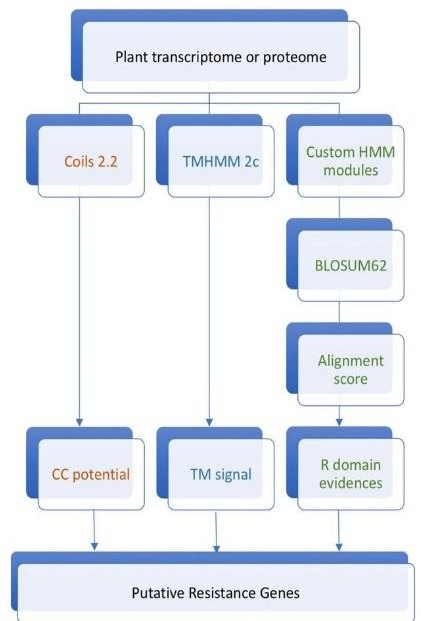 Plant transcriptome or proteome
Coils 2.2
TMHMM 2c
Custom HMM
modules
BLOSUM62
Alignment
score
CC potential
TM signal
R domain
evidences
Putative Resistance Genes